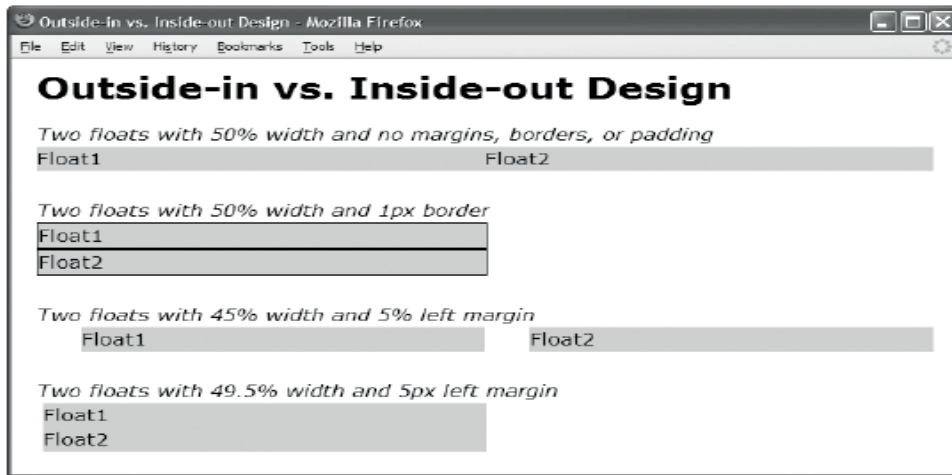 Outside-in vs. Inside-out Design - Mozilla Firefox
File Edit View History Bookmarks Tools Help
Outside-in vs. Inside-out Design
Two floats with 50% width and no margins, borders, or padding
Float1 Float2
Two floats with 50% width and 1px border
Float1
Float2
Two floats with 45% width and 5% left margin
Float1 Float2
Two floats with 49.5% width and 5px left margin
Float1
Float2